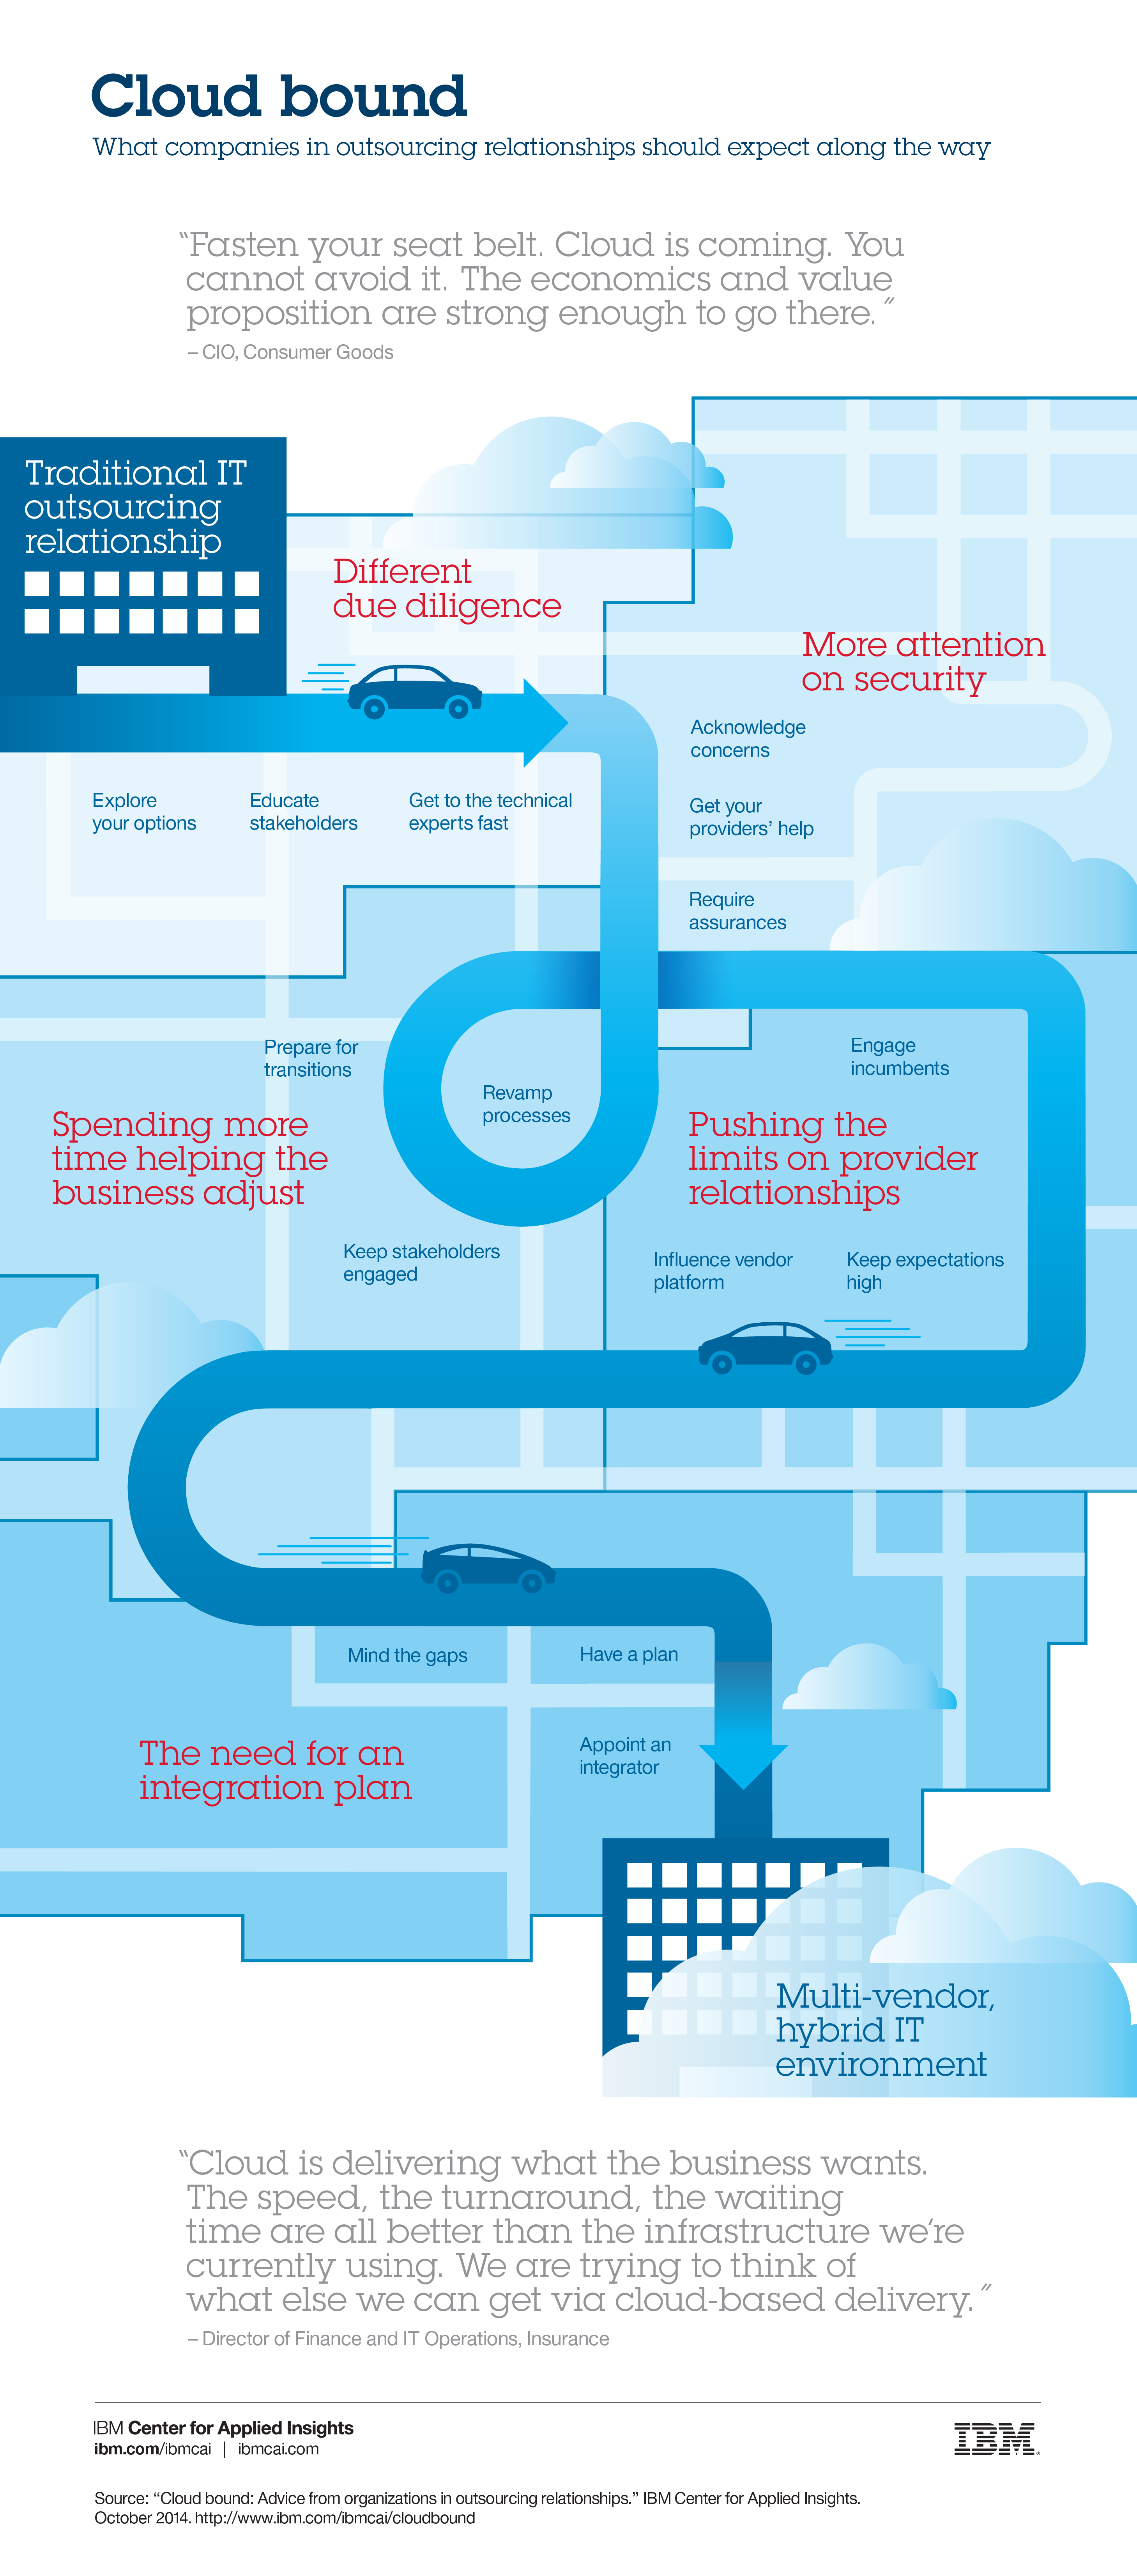 Cloud bound
What companies in outsourcing relationships should expect along the way
“Fasten your seat belt. Cloud is coming. You
cannot avoid it. The economics and value
proposition are strong enough to go there.”
– CIO, Consumer Goods
Traditional IT
outsourcing
relationship
Different
due diligence
Explore
your options
Educate
stakeholders
Get to the technical
experts fast
More attention
on security
Acknowledge
concerns
Get your
providers’ help
Require
assurances
Prepare for
transitions
Revamp
processes
Spending more
time helping the
business adjust
Keep stakeholders
engaged
Engage
incumbents
Pushing the
limits on provider
relationships
Influence vendor
platform
Keep expectations
high
Mind the gaps
Have a plan
The need for an
integration plan
Appoint an
integrator
Multi-vendor,
hybrid IT
environment
“Cloud is delivering what the business wants.
The speed, the turnaround, the waiting
time are all better than the infrastructure we’re
currently using. We are trying to think of
what else we can get via cloud-based delivery.”
– Director of Finance and IT Operations, Insurance
IBM Center for Applied Insights
ibm.com/ibmcai | ibmcai.com
IBM®
Source: “Cloud bound: Advice from organizations in outsourcing relationships.” IBM Center for Applied Insights.
October 2014. http://www.ibm.com/ibmcai/cloudbound